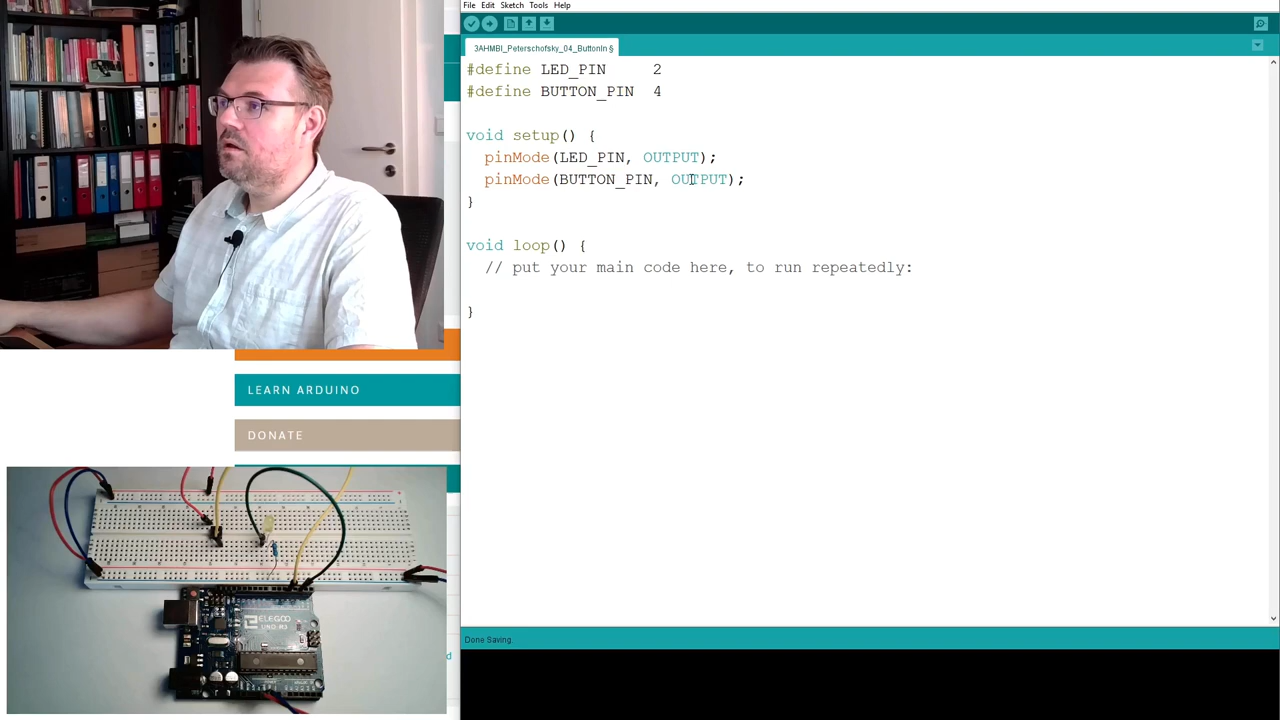 File Edit Sketch Tools Help
3AHMBI_Peterschofsky_04_ButtonIn §
#define LED_PIN     2
#define BUTTON_PIN  4
void setup() {
  pinMode(LED_PIN, OUTPUT);
  pinMode(BUTTON_PIN, OUTPUT);
}
void loop() {
  // put your main code here, to run repeatedly:
}
LEARN ARDUINO
DONATE
ELEGOO
UNO R3
Done Saving.